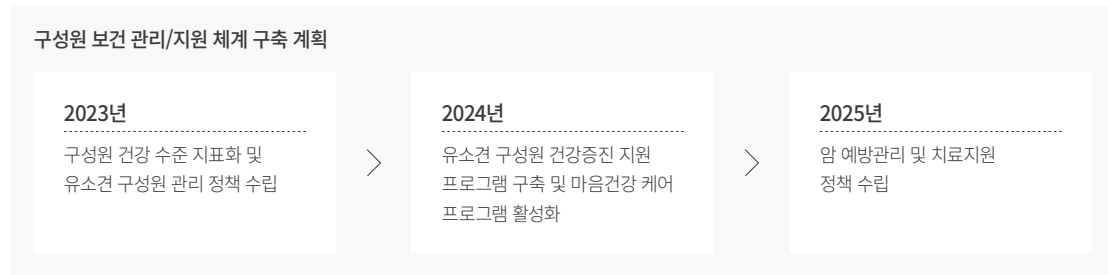 구성원 보건 관리/지원 체계 구축 계획
2023년
구성원 건강 수준 지표화 및
유소견 구성원 관리 정책 수립
2024년
유소견 구성원 건강증진 지원
프로그램 구축 및 마음건강 케어
프로그램 활성화
2025년
암 예방관리 및 치료지원
정책 수립